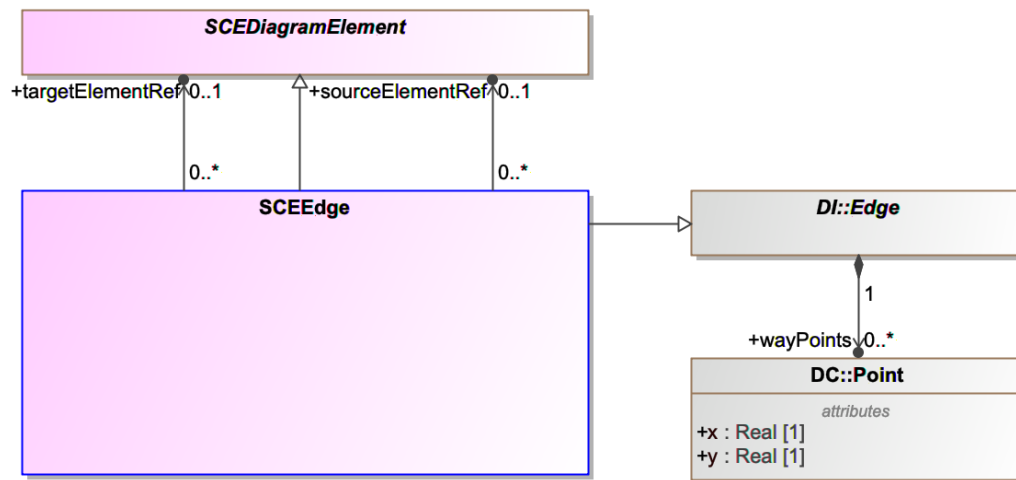 SCEDiagramElement
+targetElementRef 0..1
+sourceElementRef 0..1
0..*
0..*
SCEEdge
DI::Edge
1
+wayPoints 0..*
DC::Point
attributes
+x : Real [1]
+y : Real [1]